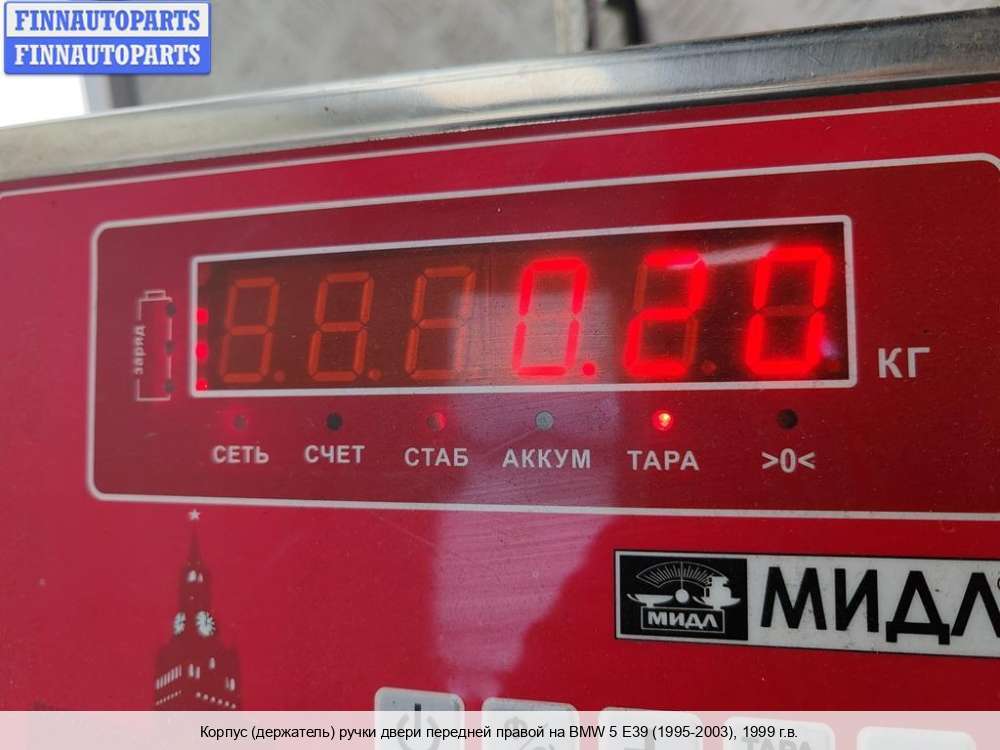 FINNAUTOPARTS
FINNAUTOPARTS
заряд
0.20
КГ
СЕТЬ СЧЕТ СТАБ АККУМ ТАРА >0<
МИДЛ МИДЛ
ТАРА
Корпус (держатель) ручки двери передней правой на BMW 5 E39 (1995-2003), 1999 г.в.